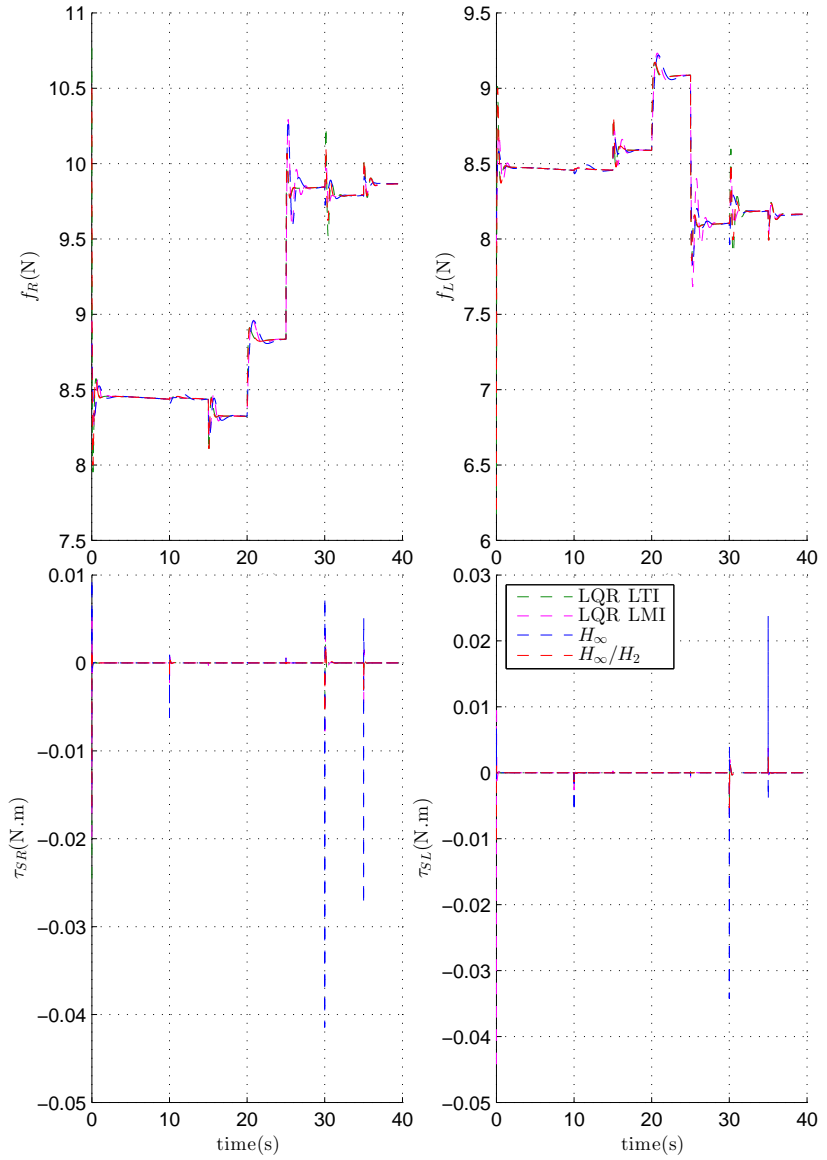 11
10.5
10
9.5
9
8.5
8
7.5
f_R(N)
0 10 20 30 40
9.5
9
8.5
8
7.5
7
6.5
6
f_L(N)
0 10 20 30 40
0.01
0
−0.01
−0.02
−0.03
−0.04
−0.05
τ_SR(N.m)
0 10 20 30 40
time(s)
0.03
0.02
0.01
0
−0.01
−0.02
−0.03
−0.04
−0.05
τ_SL(N.m)
0 10 20 30 40
time(s)
LQR LTI
LQR LMI
H_∞
H_∞/H_2